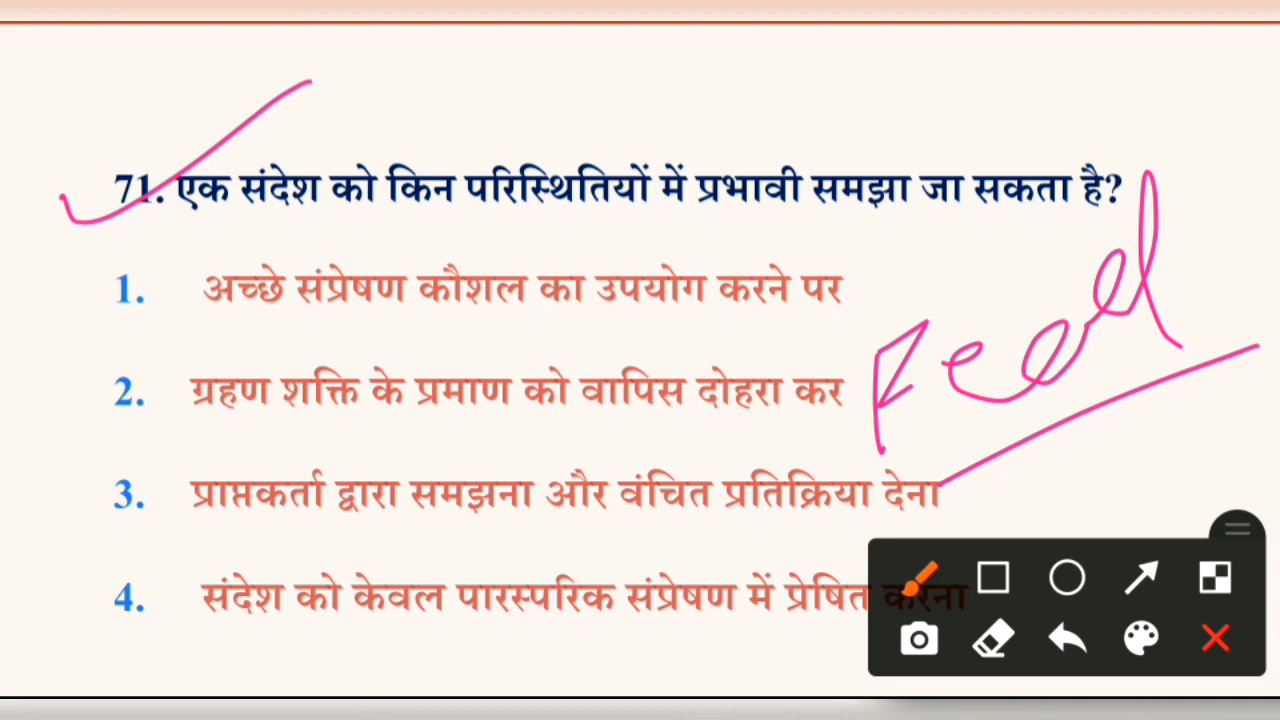 71. एक संदेश को किन परिस्थितियों में प्रभावी समझा जा सकता है?
1. अच्छे संप्रेषण कौशल का उपयोग करने पर
2. ग्रहण शक्ति के प्रमाण को वापिस दोहरा कर
3. प्राप्तकर्ता द्वारा समझना और वंचित प्रतिक्रिया देना
4. संदेश को केवल पारस्परिक संप्रेषण में प्रेषित करना
Feed